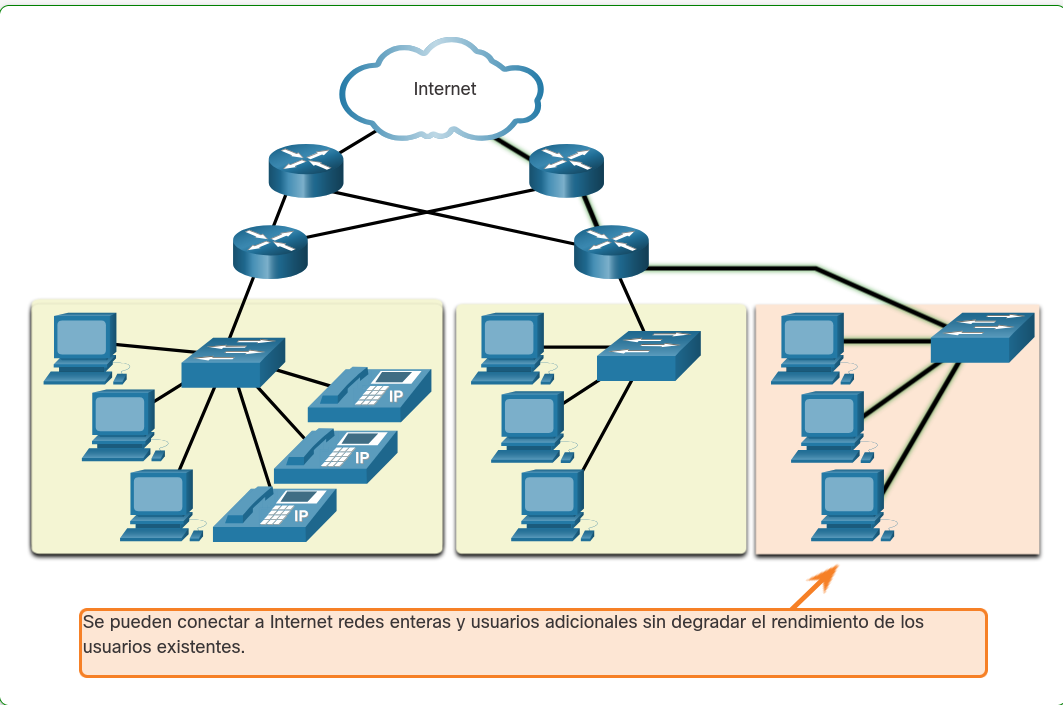 Internet
IP
IP
IP
Se pueden conectar a Internet redes enteras y usuarios adicionales sin degradar el rendimiento de los
usuarios existentes.